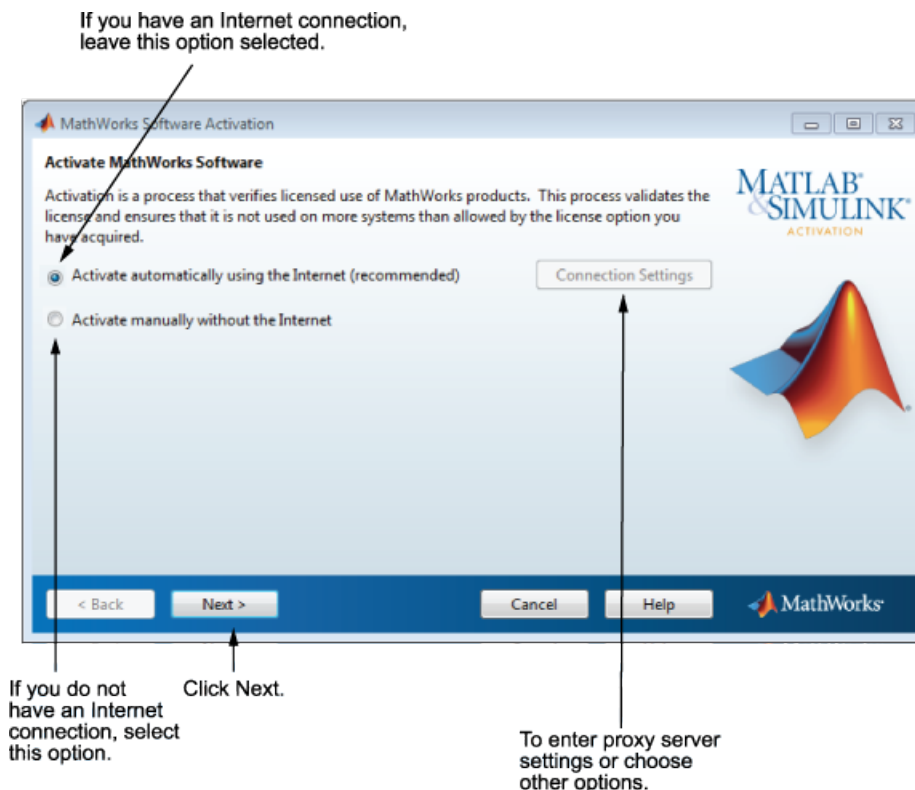 If you have an Internet connection,
leave this option selected.
MathWorks Software Activation
Activate MathWorks Software
Activation is a process that verifies licensed use of MathWorks products. This process validates the
license and ensures that it is not used on more systems than allowed by the license option you
have acquired.
MATLAB®
&SIMULINK®
ACTIVATION
Activate automatically using the Internet (recommended)
Connection Settings
Activate manually without the Internet
®
< Back
Next >
Cancel
Help
MathWorks®
If you do not
have an Internet
connection, select
this option.
Click Next.
To enter proxy server
settings or choose
other options.